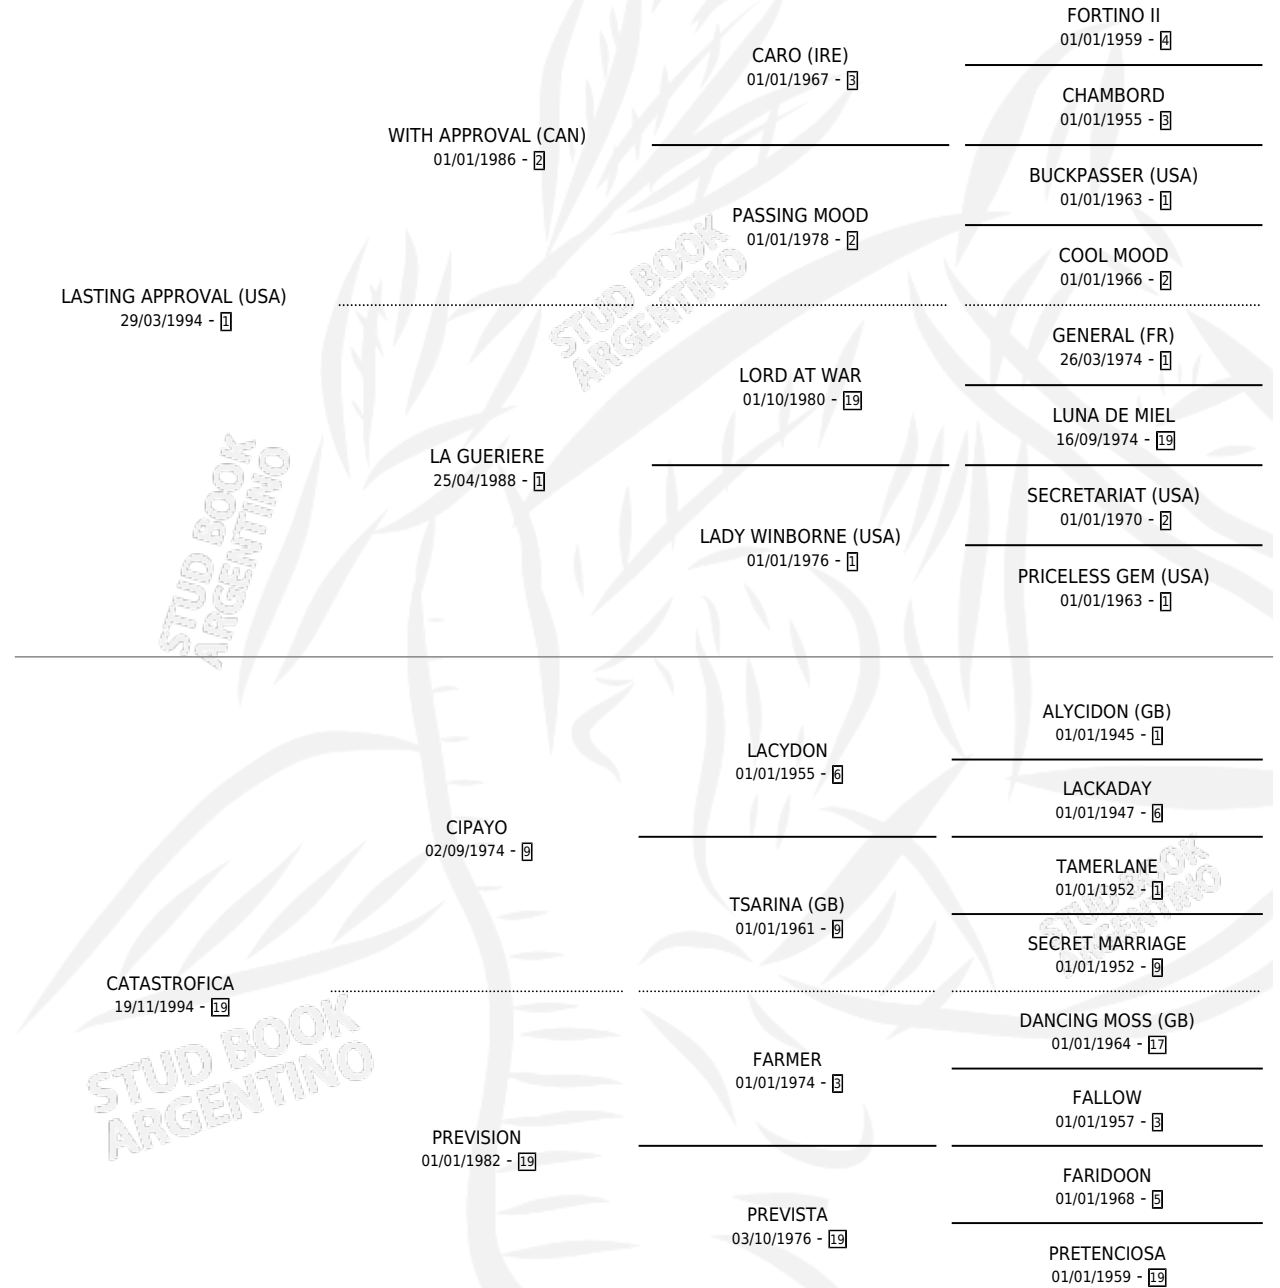 FORTINO II
01/01/1959 - 4
CARO (IRE)
01/01/1967 - 3
CHAMBORD
01/01/1955 - 3
WITH APPROVAL (CAN)
01/01/1986 - 2
BUCKPASSER (USA)
01/01/1963 - 1
PASSING MOOD
01/01/1978 - 2
COOL MOOD
01/01/1966 - 2
LASTING APPROVAL (USA)
29/03/1994 - 1
GENERAL (FR)
26/03/1974 - 1
LORD AT WAR
01/10/1980 - 19
LUNA DE MIEL
16/09/1974 - 19
LA GUERIERE
25/04/1988 - 1
SECRETARIAT (USA)
01/01/1970 - 2
LADY WINBORNE (USA)
01/01/1976 - 1
PRICELESS GEM (USA)
01/01/1963 - 1
ALYCIDON (GB)
01/01/1945 - 1
LACYDON
01/01/1955 - 6
LACKADAY
01/01/1947 - 6
CIPAYO
02/09/1974 - 9
TAMERLANE
01/01/1952 - 1
TSARINA (GB)
01/01/1961 - 9
SECRET MARRIAGE
01/01/1952 - 9
CATASTROFICA
19/11/1994 - 19
DANCING MOSS (GB)
01/01/1964 - 17
FARMER
01/01/1974 - 3
FALLOW
01/01/1957 - 3
PREVISION
01/01/1982 - 19
FARIDOON
01/01/1968 - 5
PREVISTA
03/10/1976 - 19
PRETENCIOSA
01/01/1959 - 19
STUD BOOK
ARGENTINO
STUD BOOK
ARGENTINO
STUD BOOK
ARGENTINO
STUD BOOK
ARGENTINO